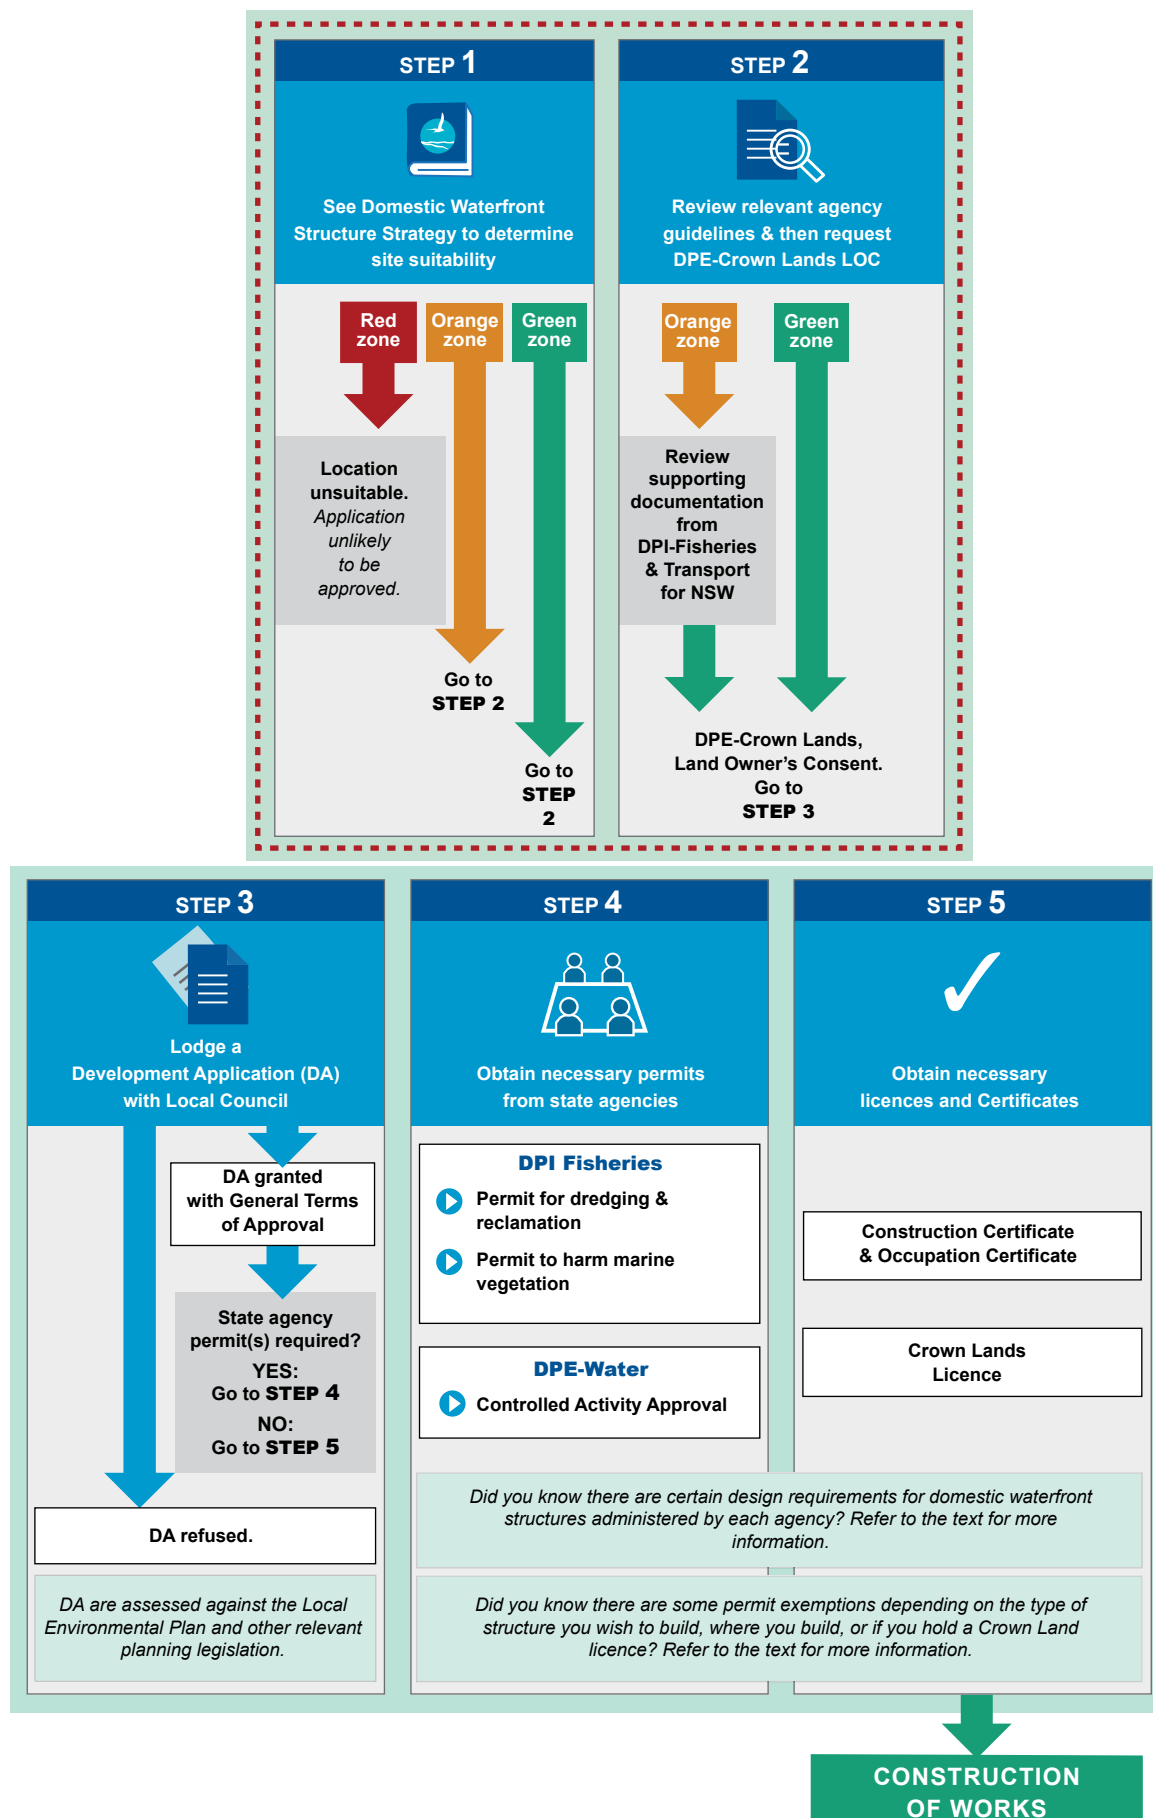 STEP 1
See Domestic Waterfront
Structure Strategy to determine
site suitability
Red
zone
Orange
zone
Green
zone
Location
unsuitable.
Application
unlikely
to be
approved.
Go to
STEP 2
Go to
STEP
2
STEP 2
Review relevant agency
guidelines & then request
DPE-Crown Lands LOC
Orange
zone
Green
zone
Review
supporting
documentation
from
DPI-Fisheries
& Transport
for NSW
DPE-Crown Lands,
Land Owner's Consent.
Go to
STEP 3
STEP 3
Lodge a
Development Application (DA)
with Local Council
DA granted
with General Terms
of Approval
State agency
permit(s) required?
YES:
Go to STEP 4
NO:
Go to STEP 5
DA refused.
DA are assessed against the Local
Environmental Plan and other relevant
planning legislation.
STEP 4
Obtain necessary permits
from state agencies
DPI Fisheries
Permit for dredging &
reclamation
Permit to harm marine
vegetation
DPE-Water
Controlled Activity Approval
STEP 5
Obtain necessary
licences and Certificates
Construction Certificate
& Occupation Certificate
Crown Lands
Licence
Did you know there are certain design requirements for domestic waterfront
structures administered by each agency? Refer to the text for more
information.
Did you know there are some permit exemptions depending on the type of
structure you wish to build, where you build, or if you hold a Crown Land
licence? Refer to the text for more information.
CONSTRUCTION
OF WORKS